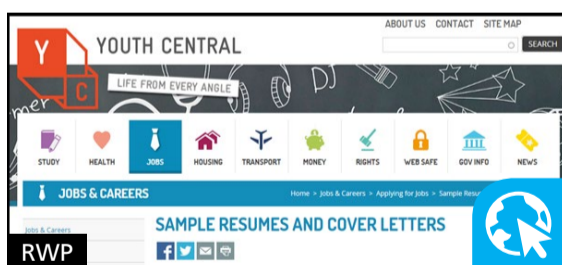 ABOUT US CONTACT SITE MAP
SEARCH
Y
C
YOUTH CENTRAL
LIFE FROM EVERY ANGLE
mer
DJ
STUDY HEALTH JOBS HOUSING TRANSPORT MONEY RIGHTS WEB SAFE GOV INFO NEWS
JOBS & CAREERS
Home > Jobs & Careers > Applying for Jobs > Sample
Jobs & Careers
SAMPLE RESUMES AND COVER LETTERS
RWP